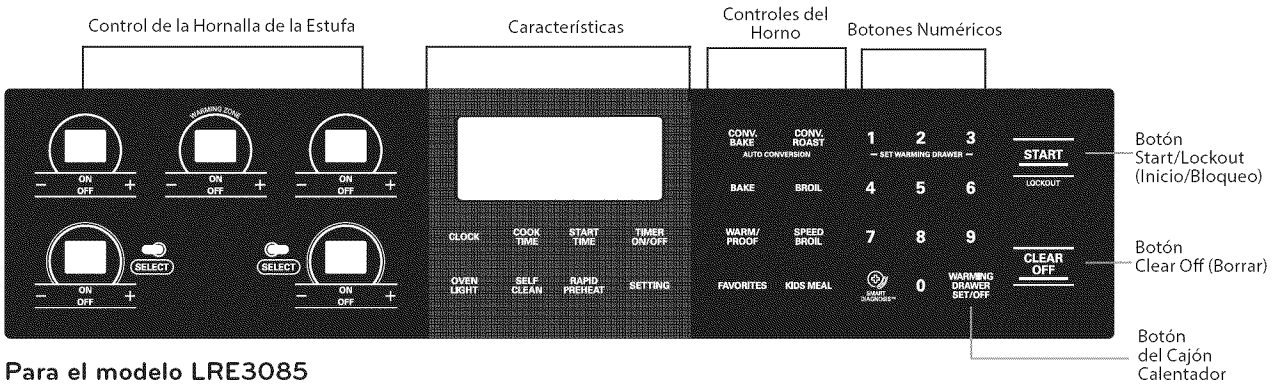 Control de la Hornalla de la Estufa
Características
Controles del
Horno
Botones Numéricos
WARMING ZONE
ON
OFF
ON
OFF
ON
OFF
- +
- +
- +
SELECT
SELECT
ON
OFF
ON
OFF
- +
- +
CLOCK
COOK
TIME
START
TIME
TIMER
ON/OFF
OVEN
LIGHT
SELF
CLEAN
RAPID
PREHEAT
SETTING
CONV.
BAKE
CONV.
ROAST
AUTO CONVERSION
BAKE
BROIL
WARM/
PROOF
SPEED
BROIL
FAVORITES
KIDS MEAL
1 2 3
— SET WARMING DRAWER —
4 5 6
7 8 9
SMART
DIAGNOSIS™
0
WARMING
DRAWER
SET/OFF
START
LOCKOUT
CLEAR
OFF
Botón
Start/Lockout
(Inicio/Bloqueo)
Botón
Clear Off (Borrar)
Botón
del Cajón
Calentador
Para el modelo LRE3085